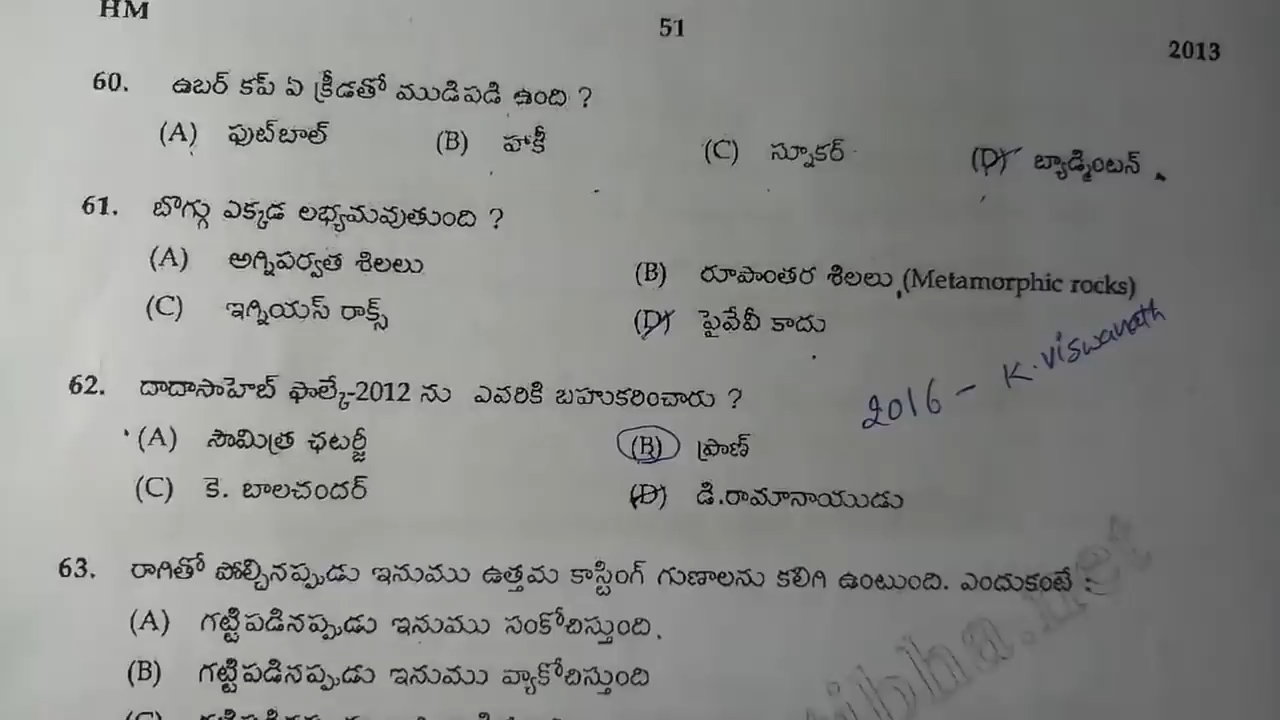 HM
51
2013
60. ఉబర్ కప్ ఏ క్రీడతో ముడిపడి ఉంది ?
(A) ఫుట్‌బాల్ (B) హాకీ (C) స్నూకర్ (D) బ్యాడ్మింటన్ .
61. బొగ్గు ఎక్కడ లభ్యమవుతుంది ?
(A) అగ్నిపర్వత శిలలు (B) రూపాంతర శిలలు (Metamorphic rocks)
(C) ఇగ్నియస్ రాక్స్ (D) పైవేవీ కాదు
2016 - K. viswanath
62. దాదాసాహెబ్ ఫాల్కే-2012 ను ఎవరికి బహుకరించారు ?
(A) సౌమిత్ర ఛటర్జీ (B) ప్రాణ్
(C) కె. బాలచందర్ (D) డి.రామానాయుడు
63. రాగితో పోల్చినప్పుడు ఇనుము ఉత్తమ కాస్టింగ్ గుణాలను కలిగి ఉంటుంది. ఎందుకంటే :
(A) గట్టిపడినప్పుడు ఇనుము సంకోచిస్తుంది.
(B) గట్టిపడినప్పుడు ఇనుము వ్యాకోచిస్తుంది